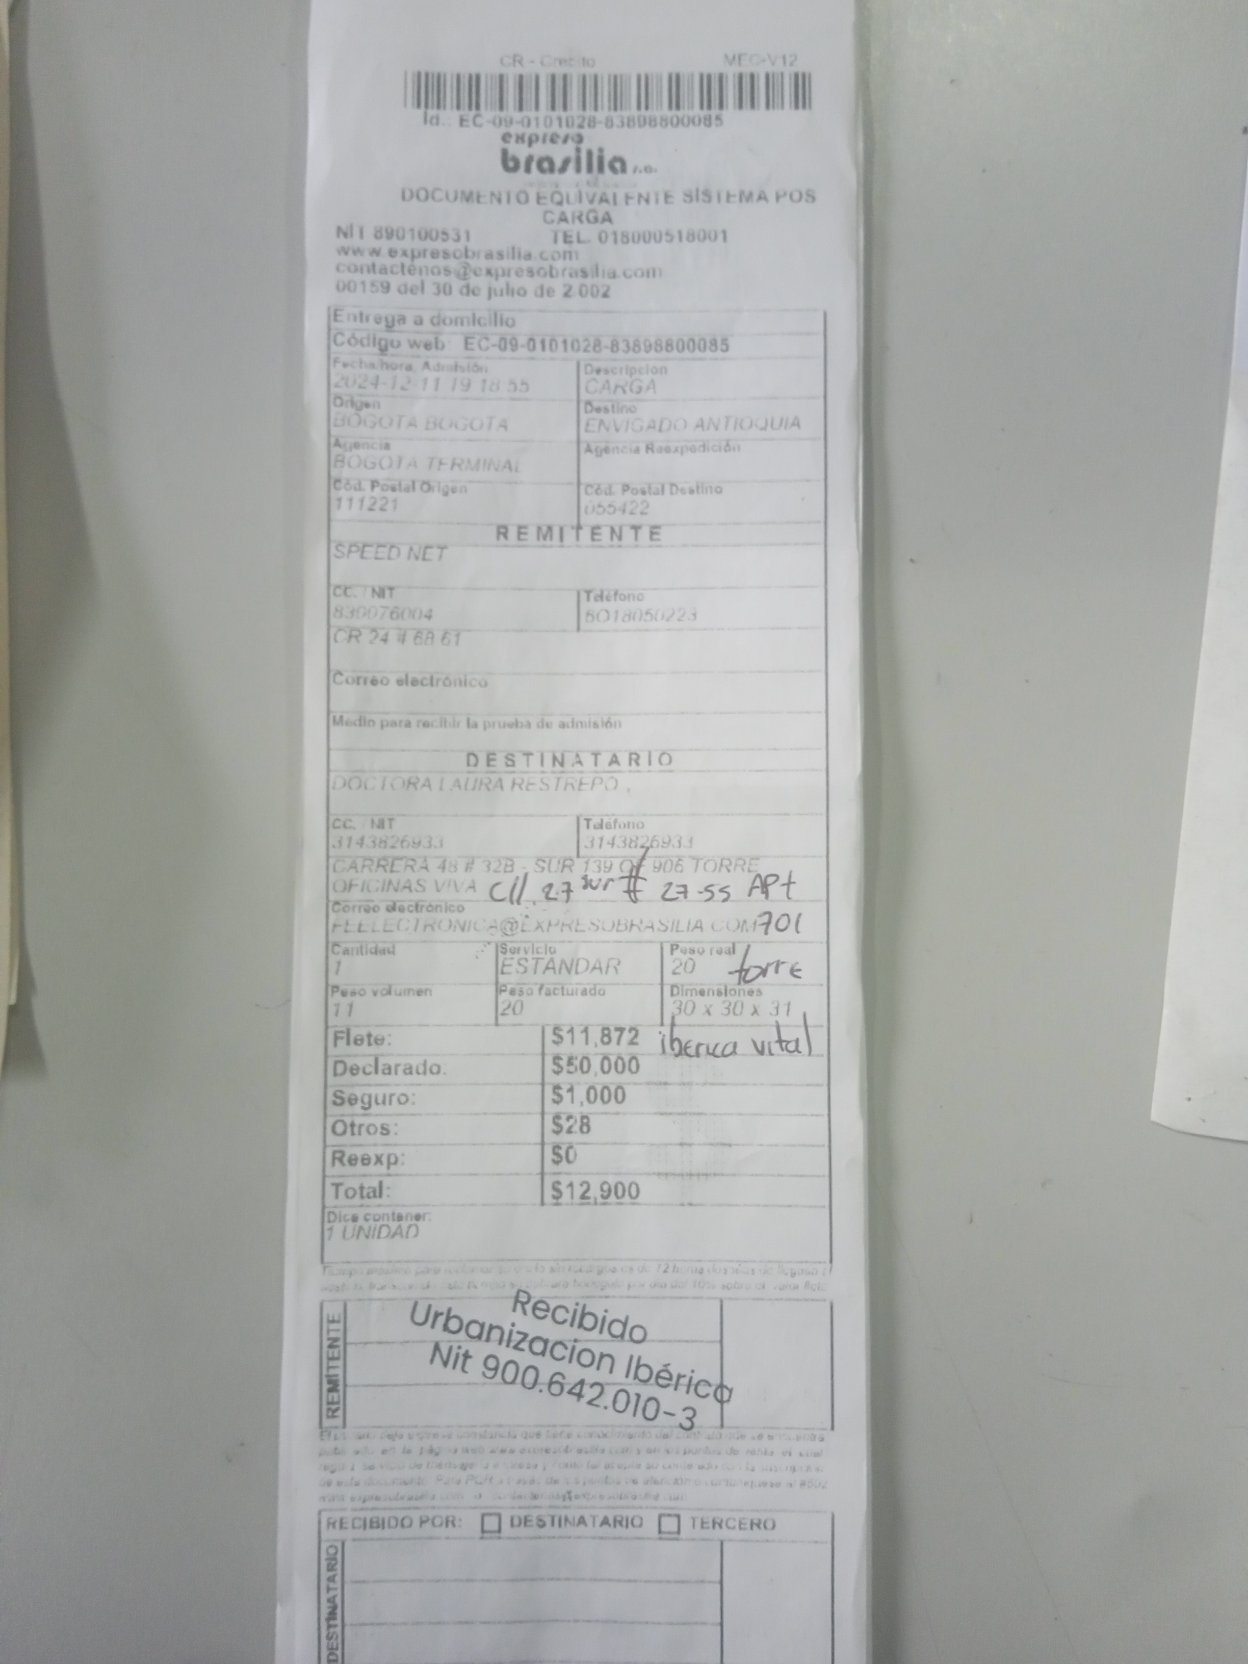 CR - Credito MEC-V12
Id.: EC-09-0101028-83898800085
expreso
brasilia s.a.
DOCUMENTO EQUIVALENTE SISTEMA POS
CARGA
NIT 890100531 TEL. 018000518001
www.expresobrasilia.com
contactenos@expresobrasilia.com
00159 del 30 de julio de 2.002
Entrega a domicilio
Código web: EC-09-0101028-83898800085
Fecha/hora Admisión Descripción
2024-12-11 19 18 55 CARGA
Origen Destino
BOGOTA BOGOTA ENVIGADO ANTIOQUIA
Agencia Agencia Reexpedición
BOGOTA TERMINAL
Cód. Postal Origen Cód. Postal Destino
111221 055422
REMITENTE
SPEED NET
CC. / NIT Teléfono
830076004 6018050223
CR 24 # 68 61
Correo electrónico
Medio para recibir la prueba de admisión
DESTINATARIO
DOCTORA LAURA RESTREPO .
CC. / NIT Teléfono
3143826933 3143826933
CARRERA 48 # 32B - SUR 139 OF 906 TORRE
OFICINAS VIVA Cll 27 sur # 27-55 APt
Correo electrónico
FELECTRONICA@EXPRESOBRASILIA.COM 701
Cantidad Servicio Peso real
1 ESTANDAR 20 torre
Peso volumen Peso facturado Dimensiones
11 20 30 x 30 x 31
Flete: $11,872 iberica vital
Declarado: $50,000
Seguro: $1,000
Otros: $28
Reexp: $0
Total: $12,900
Dice contener:
1 UNIDAD
REMITENTE
Recibido
Urbanizacion Ibérica
Nit 900.642.010-3
RECIBIDO POR: DESTINATARIO TERCERO
DESTINATARIO